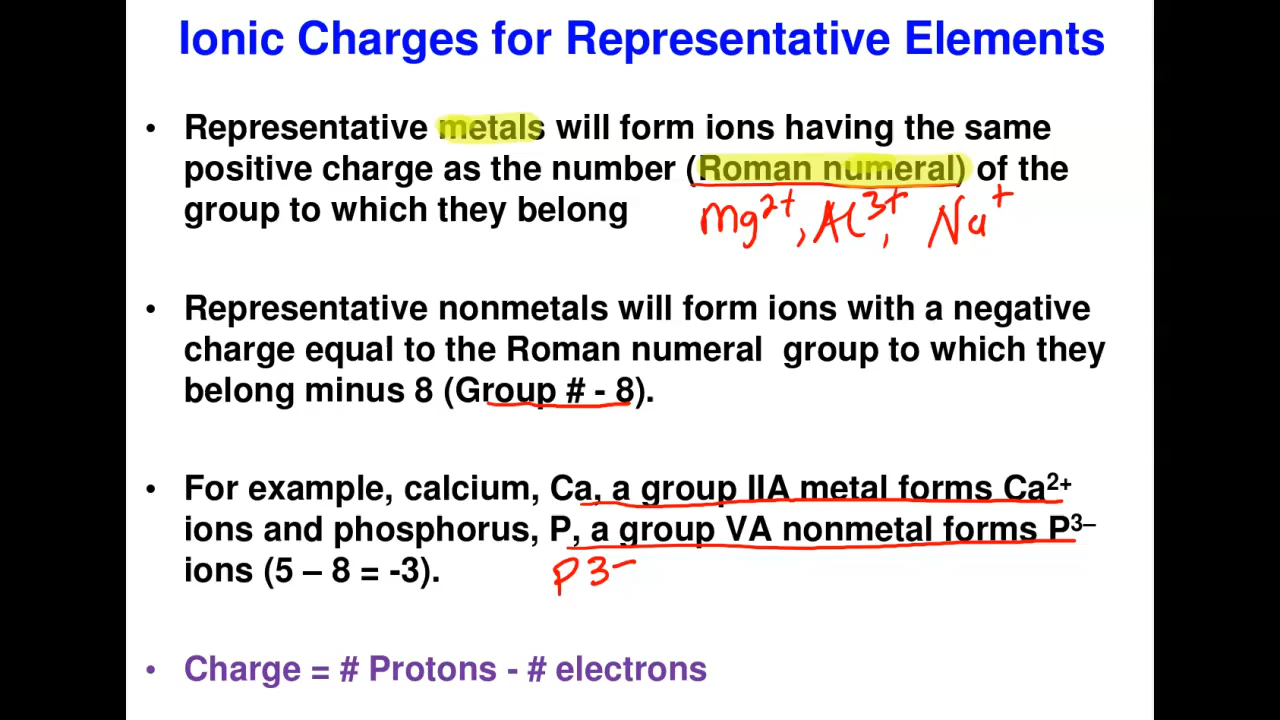 Ionic Charges for Representative Elements
• Representative metals will form ions having the same
positive charge as the number (Roman numeral) of the
group to which they belong
Mg²⁺, Al³⁺, Na⁺
• Representative nonmetals will form ions with a negative
charge equal to the Roman numeral group to which they
belong minus 8 (Group # - 8).
• For example, calcium, Ca, a group IIA metal forms Ca²⁺
ions and phosphorus, P, a group VA nonmetal forms P³⁻
ions (5 – 8 = -3).
P 3-
• Charge = # Protons - # electrons